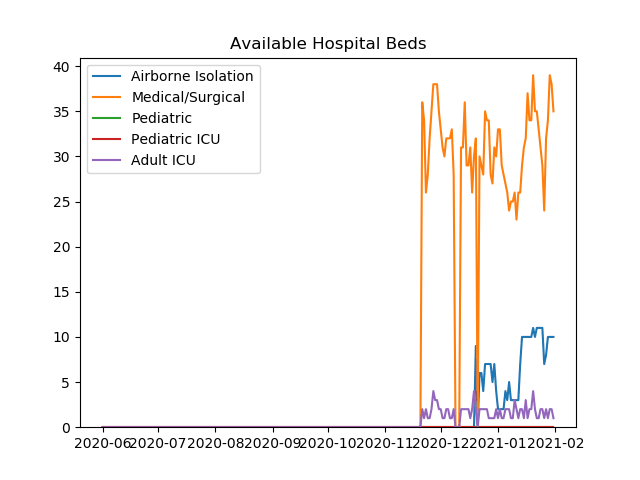 Available Hospital Beds
40
35
30
25
20
15
10
5
0
Airborne Isolation
Medical/Surgical
Pediatric
Pediatric ICU
Adult ICU
2020-06 2020-07 2020-08 2020-09 2020-10 2020-11 2020-12 2021-01 2021-02